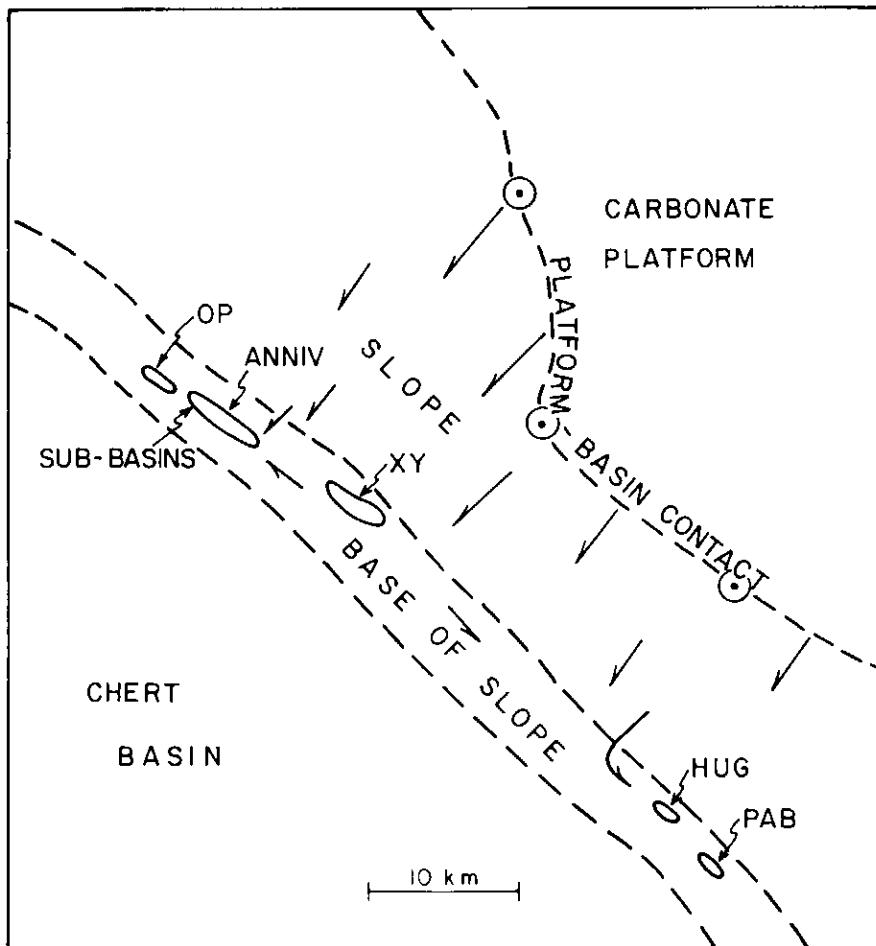 CARBONATE
PLATFORM
PLATFORM-BASIN CONTACT
SLOPE
OP
ANNIV
SUB-BASINS
XY
BASE OF SLOPE
CHERT
BASIN
HUG
PAB
10 km